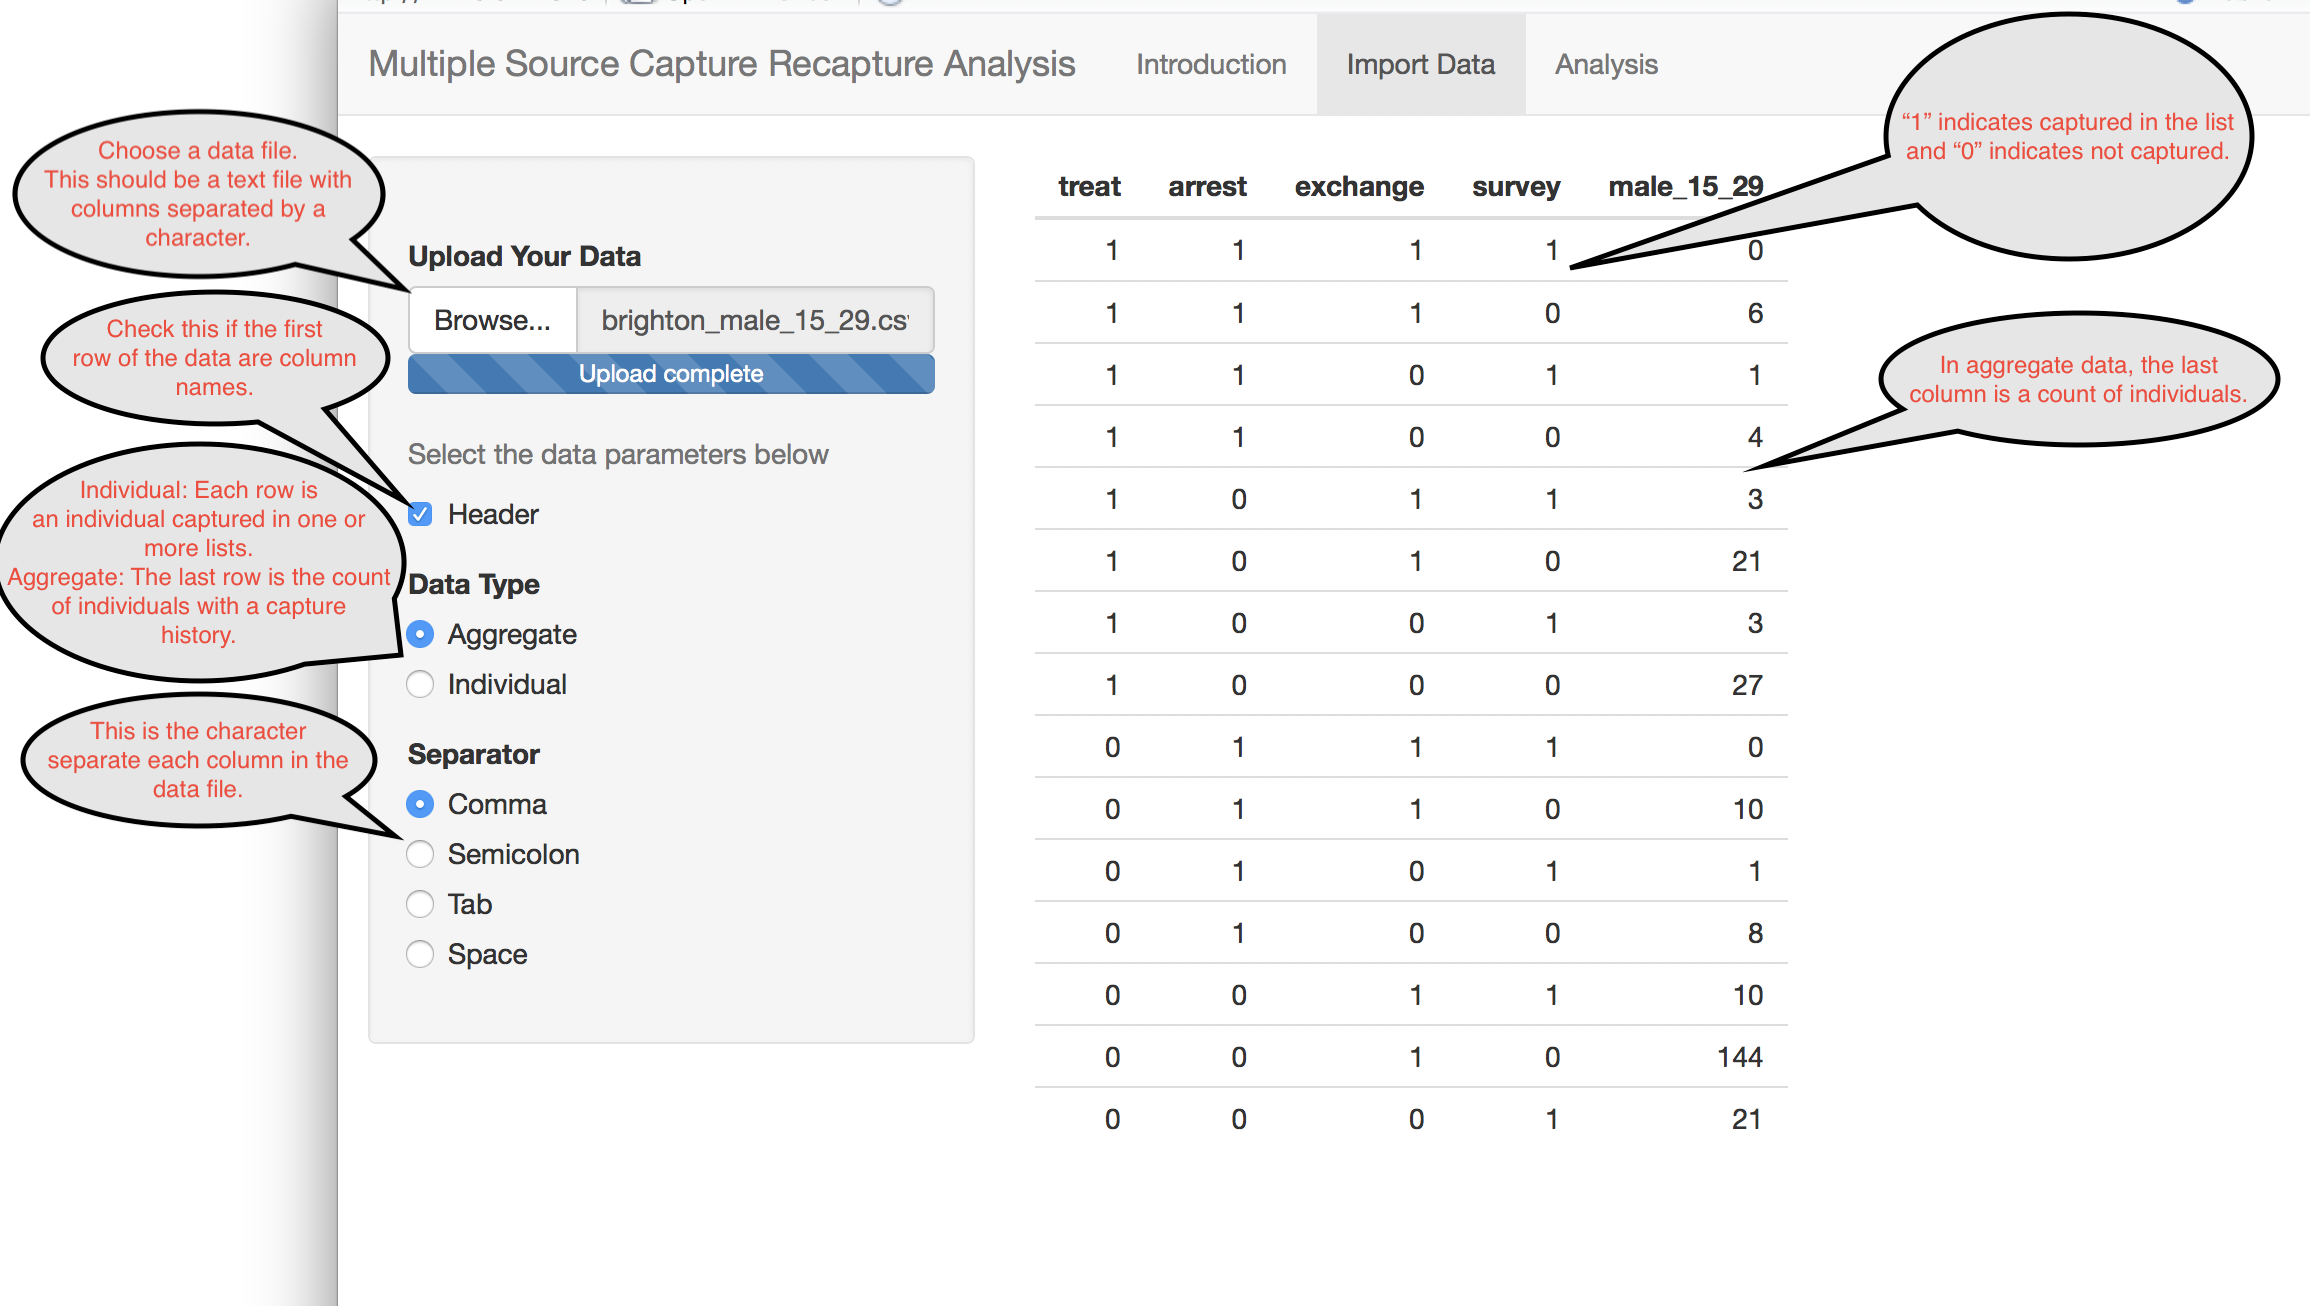 Multiple Source Capture Recapture Analysis Introduction Import Data Analysis
Choose a data file.
This should be a text file with
columns separated by a
character.
Check this if the first
row of the data are column
names.
Individual: Each row is
an individual captured in one or
more lists.
Aggregate: The last row is the count
of individuals with a capture
history.
This is the character
separate each column in the
data file.
Upload Your Data
Browse... brighton_male_15_29.cs
Upload complete
Select the data parameters below
Header
Data Type
Aggregate
Individual
Separator
Comma
Semicolon
Tab
Space
treat arrest exchange survey male_15_29
1 1 1 1 0
1 1 1 0 6
1 1 0 1 1
1 1 0 0 4
1 0 1 1 3
1 0 1 0 21
1 0 0 1 3
1 0 0 0 27
0 1 1 1 0
0 1 1 0 10
0 1 0 1 1
0 1 0 0 8
0 0 1 1 10
0 0 1 0 144
0 0 0 1 21
“1” indicates captured in the list
and “0” indicates not captured.
In aggregate data, the last
column is a count of individuals.